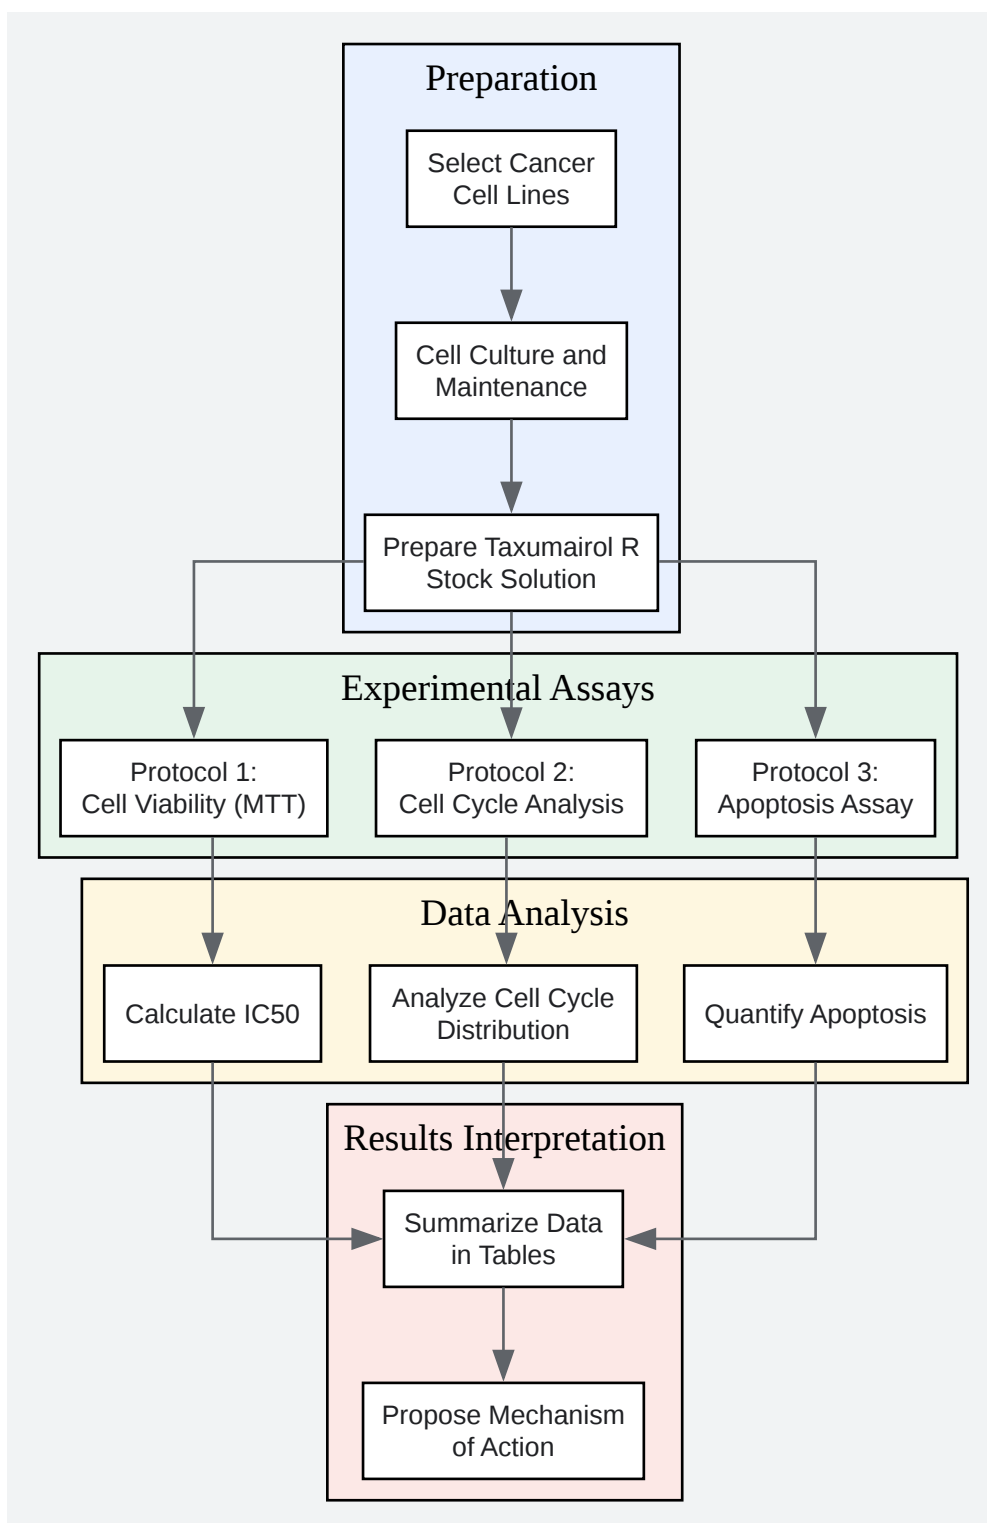 Preparation
Select Cancer
Cell Lines
Cell Culture and
Maintenance
Prepare Taxumairol R
Stock Solution
Experimental Assays
Protocol 1:
Cell Viability (MTT)
Protocol 2:
Cell Cycle Analysis
Protocol 3:
Apoptosis Assay
Data Analysis
Calculate IC50
Analyze Cell Cycle
Distribution
Quantify Apoptosis
Results Interpretation
Summarize Data
in Tables
Propose Mechanism
of Action